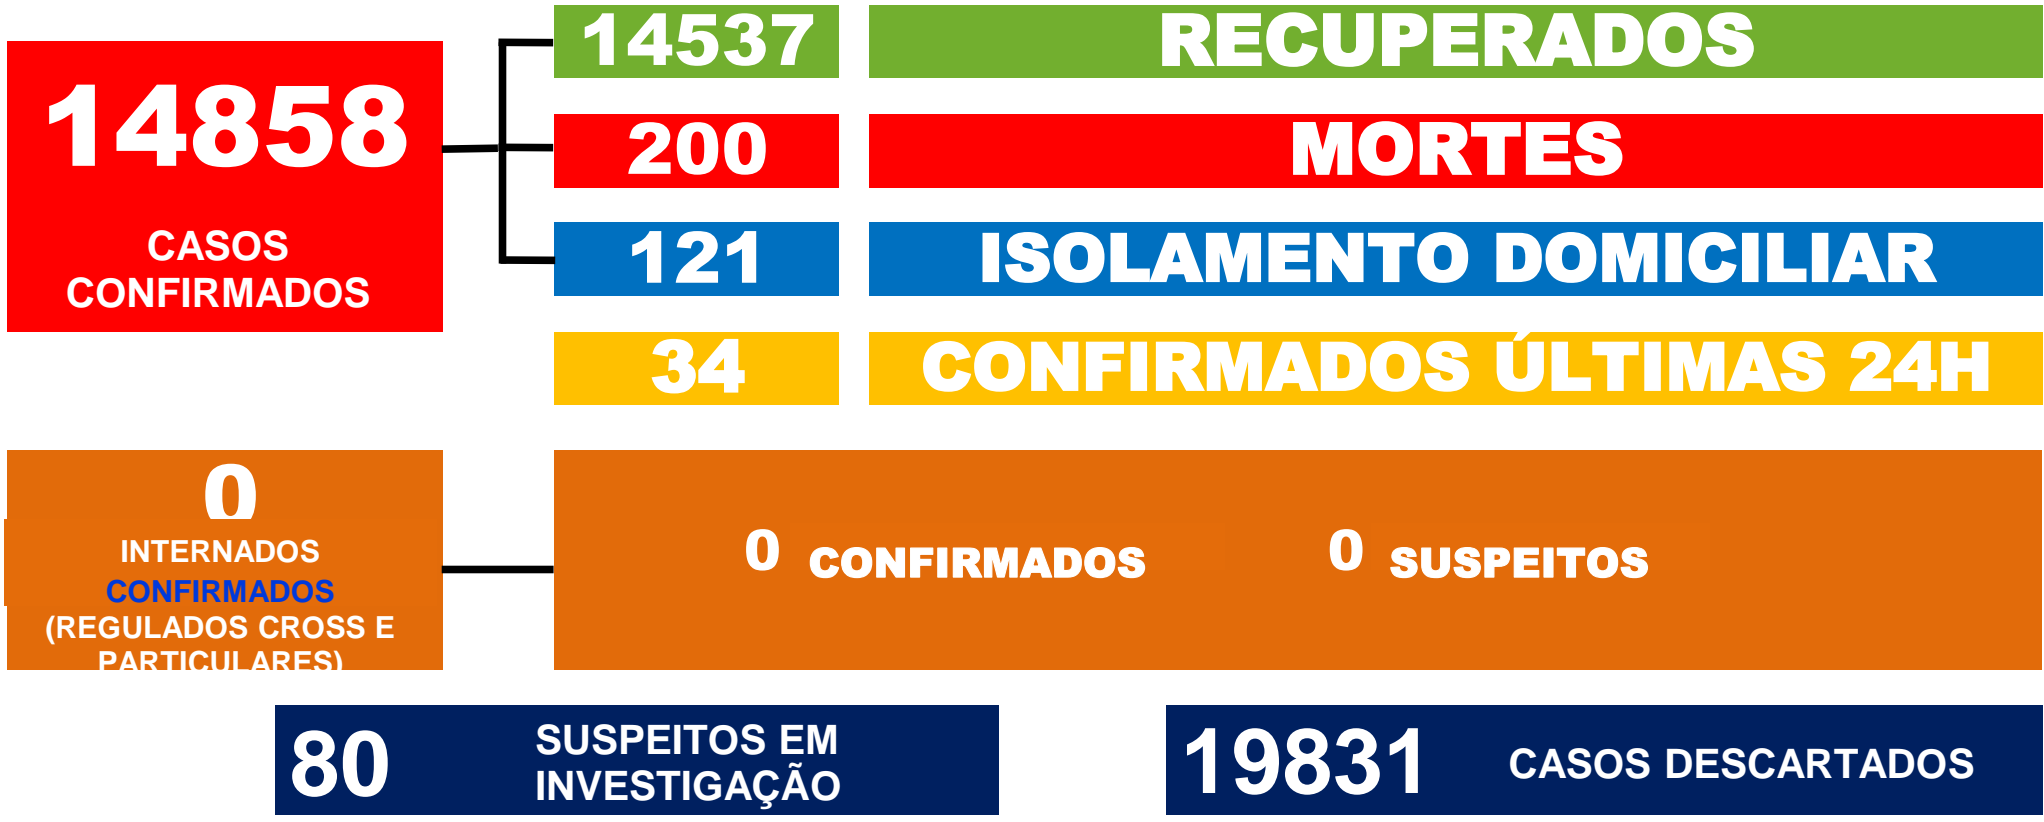 14858
CASOS
CONFIRMADOS
14537 RECUPERADOS
200 MORTES
121 ISOLAMENTO DOMICILIAR
34 CONFIRMADOS ÚLTIMAS 24H
0
INTERNADOS
CONFIRMADOS
(REGULADOS CROSS E
PARTICULARES)
0 CONFIRMADOS 0 SUSPEITOS
80 SUSPEITOS EM
INVESTIGAÇÃO
19831 CASOS DESCARTADOS